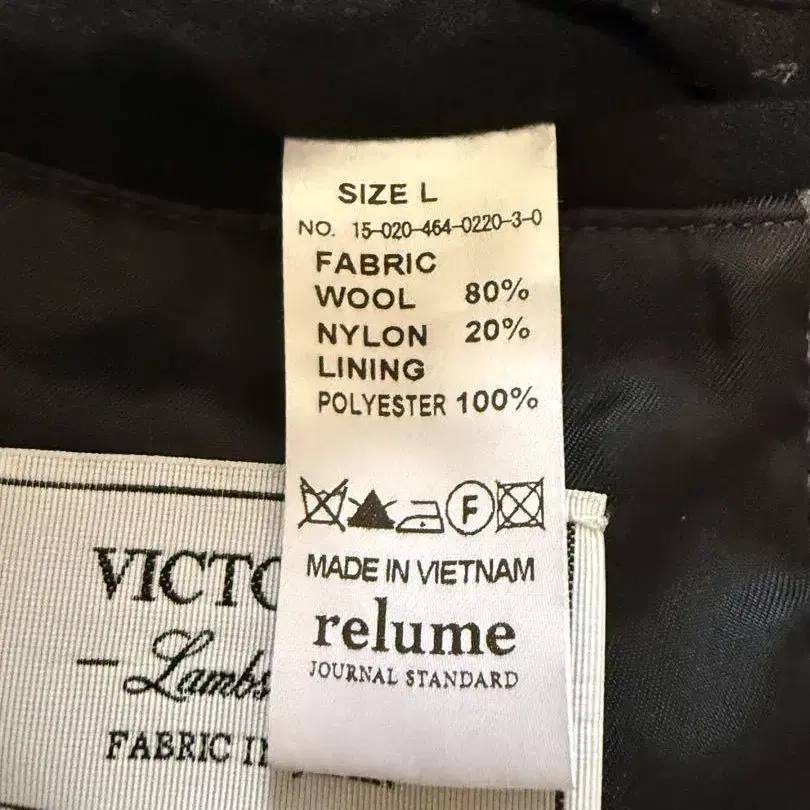 SIZE L
NO. 15-020-464-0220-3-0
FABRIC
WOOL 80%
NYLON 20%
LINING
POLYESTER 100%
F
MADE IN VIETNAM
relume
JOURNAL STANDARD
FABRIC